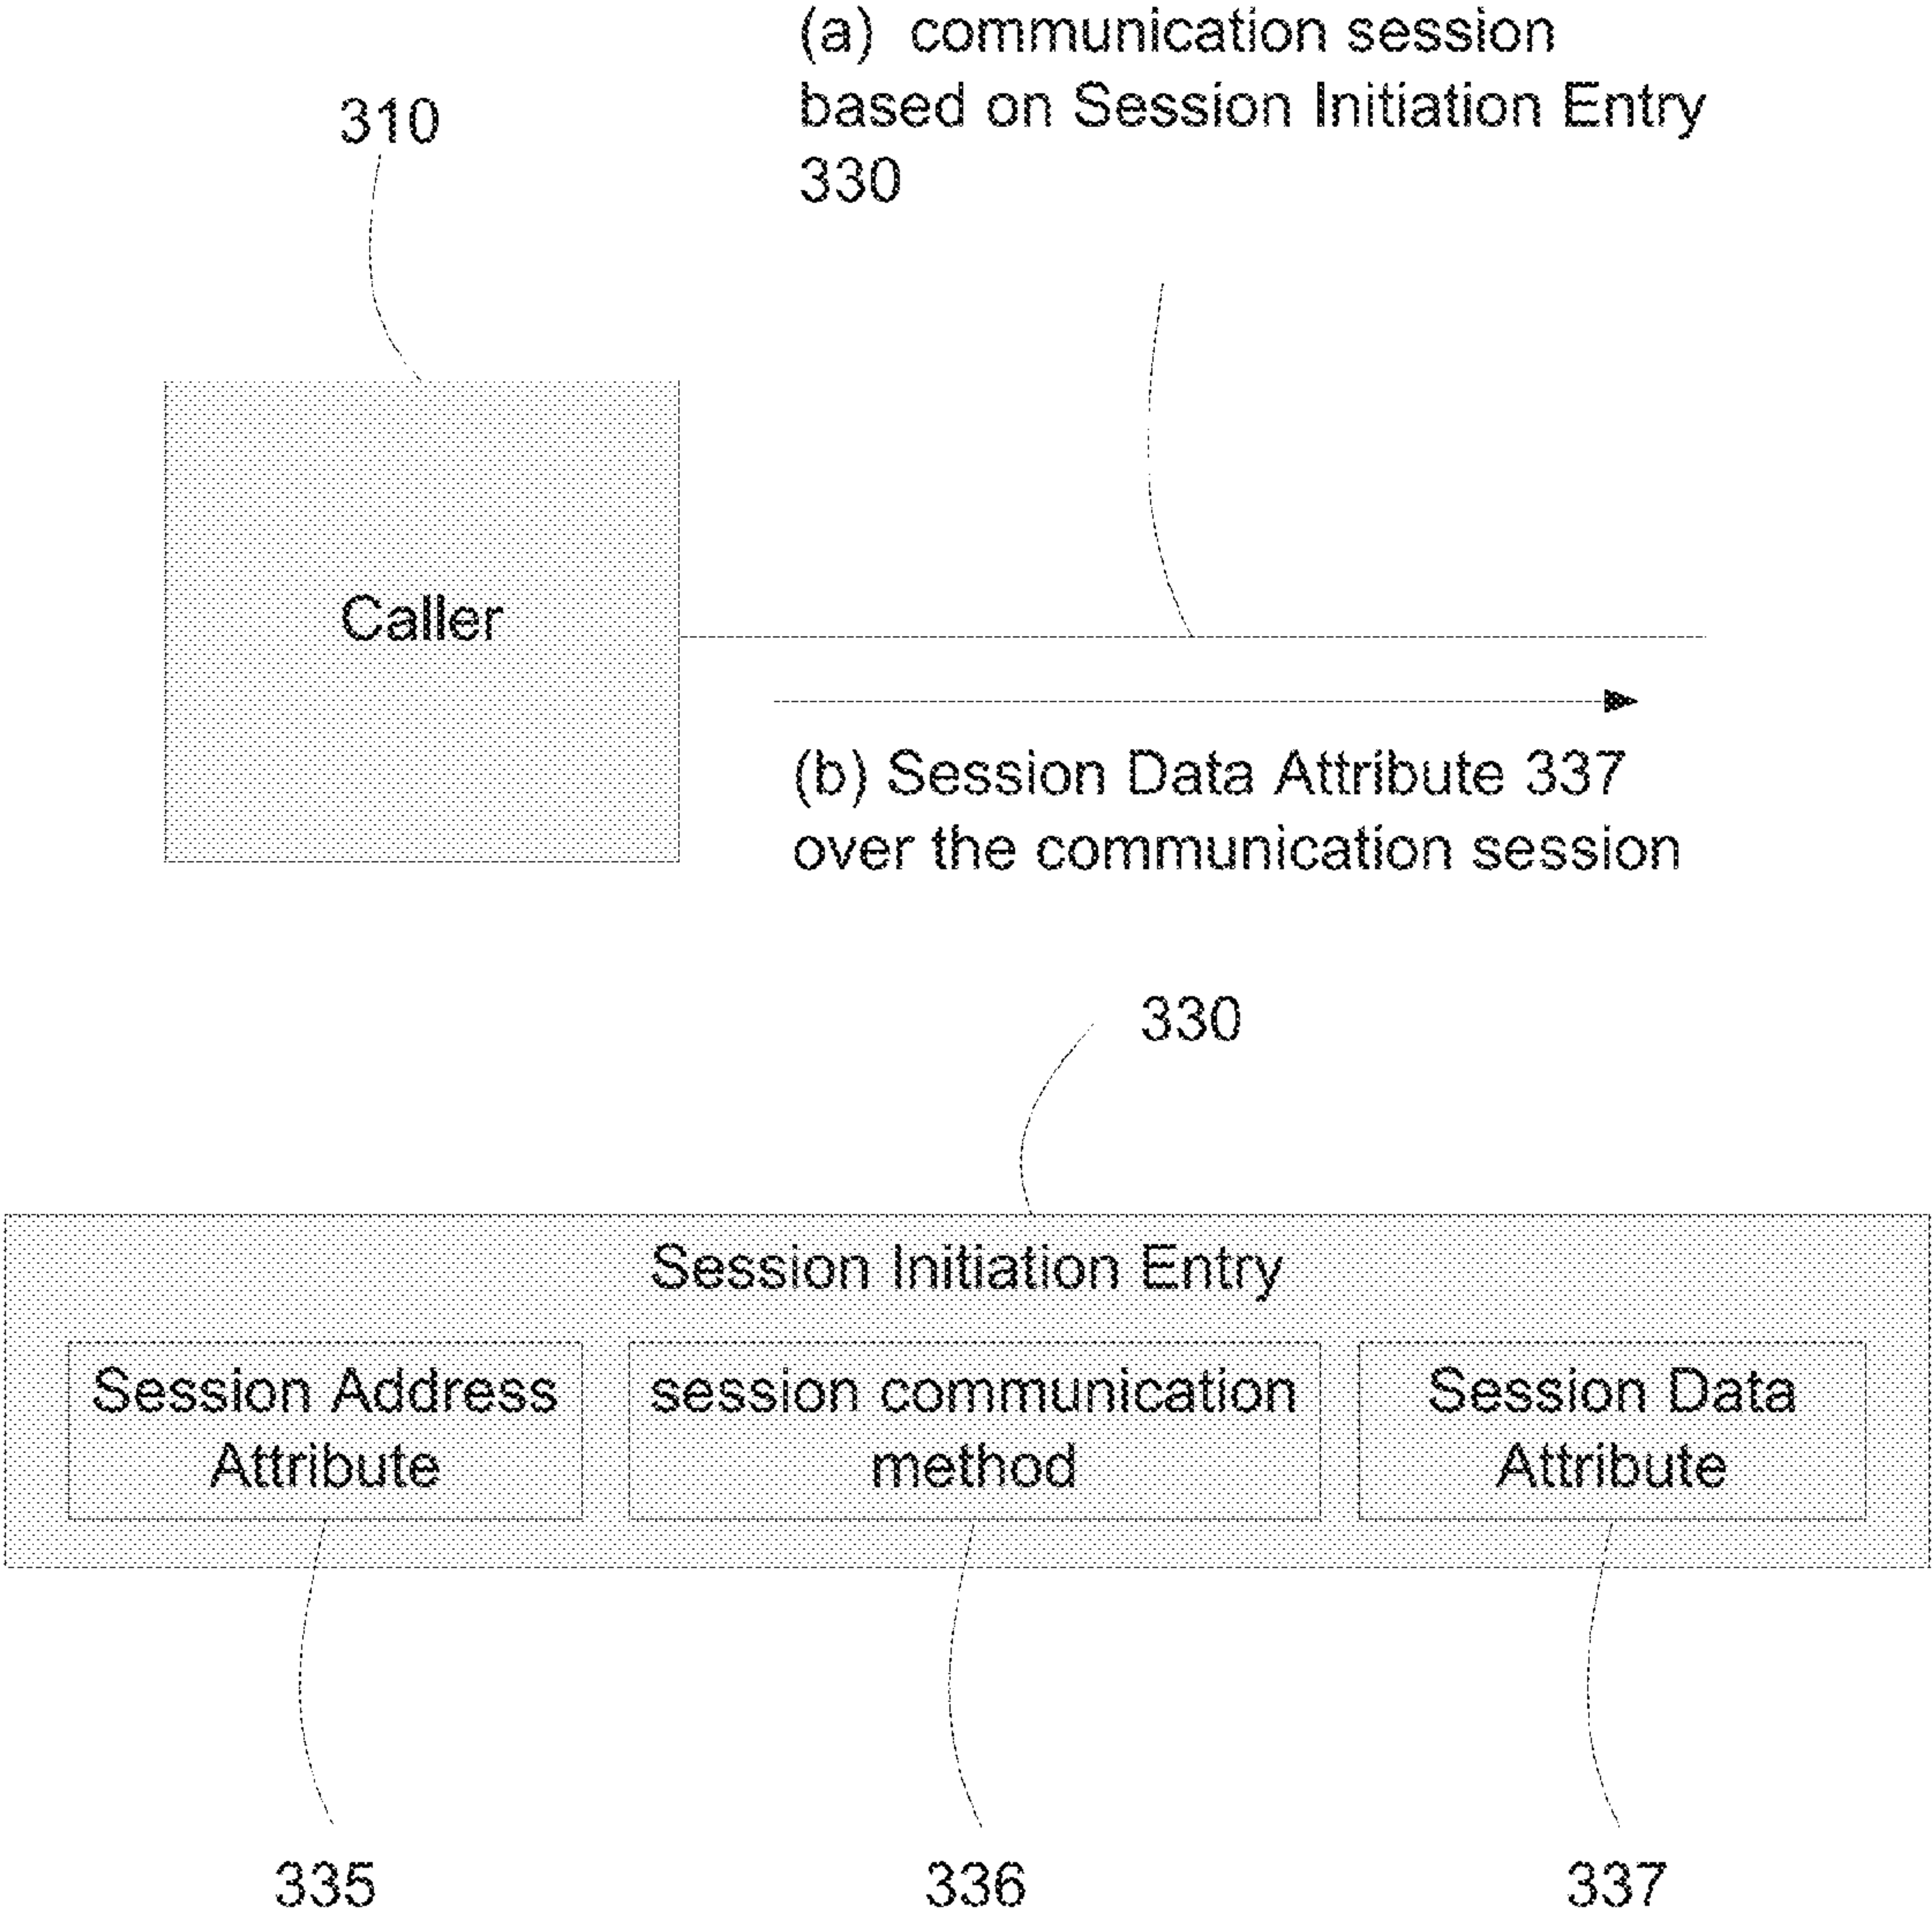 (a) communication session
based on Session Initiation Entry
330
310
Caller
(b) Session Data Attribute 337
over the communication session
330
Session Initiation Entry
Session Address
Attribute
session communication
method
Session Data
Attribute
335
336
337